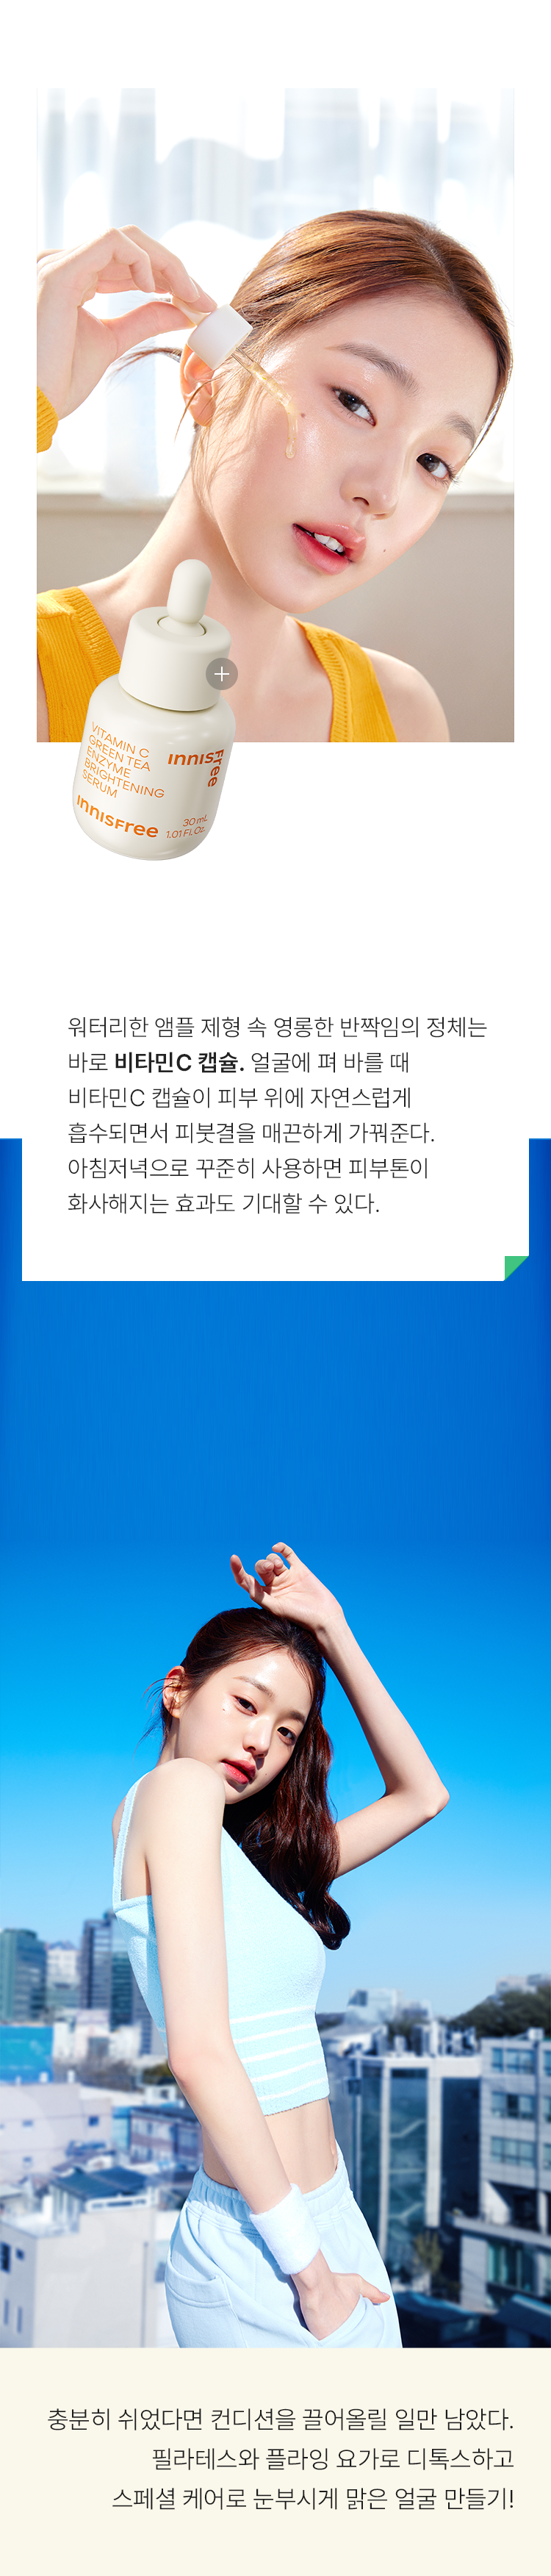 VITAMIN C
GREEN TEA
ENZYME
BRIGHTENING
SERUM
INNISFree
INNISFree
30 mL
1.01 Fl.Oz.
워터리한 앰플 제형 속 영롱한 반짝임의 정체는
바로 비타민C 캡슐. 얼굴에 펴 바를 때
비타민C 캡슐이 피부 위에 자연스럽게
흡수되면서 피붓결을 매끈하게 가꿔준다.
아침저녁으로 꾸준히 사용하면 피부톤이
화사해지는 효과도 기대할 수 있다.
충분히 쉬었다면 컨디션을 끌어올릴 일만 남았다.
필라테스와 플라잉 요가로 디톡스하고
스페셜 케어로 눈부시게 맑은 얼굴 만들기!